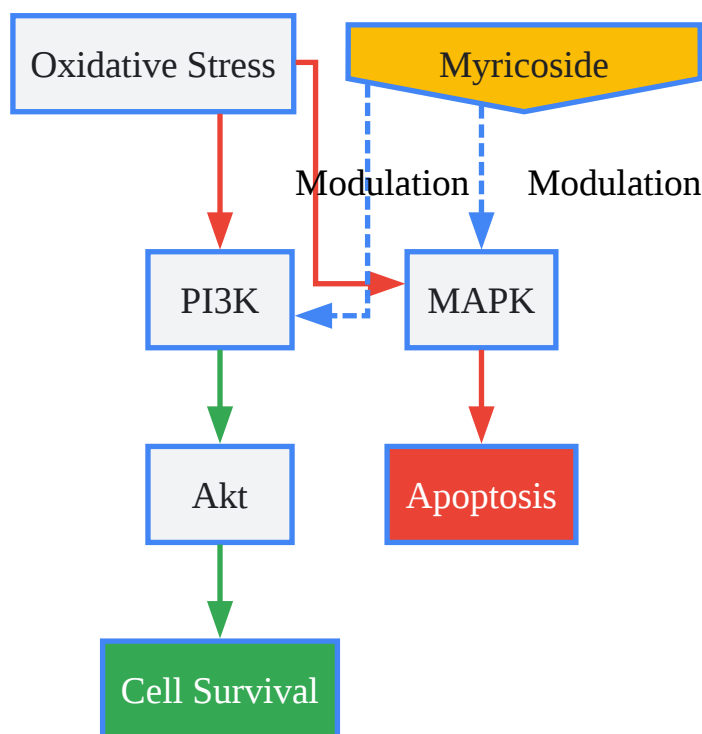 Oxidative Stress
Myricoside
Modulation
Modulation
PI3K
MAPK
Akt
Apoptosis
Cell Survival